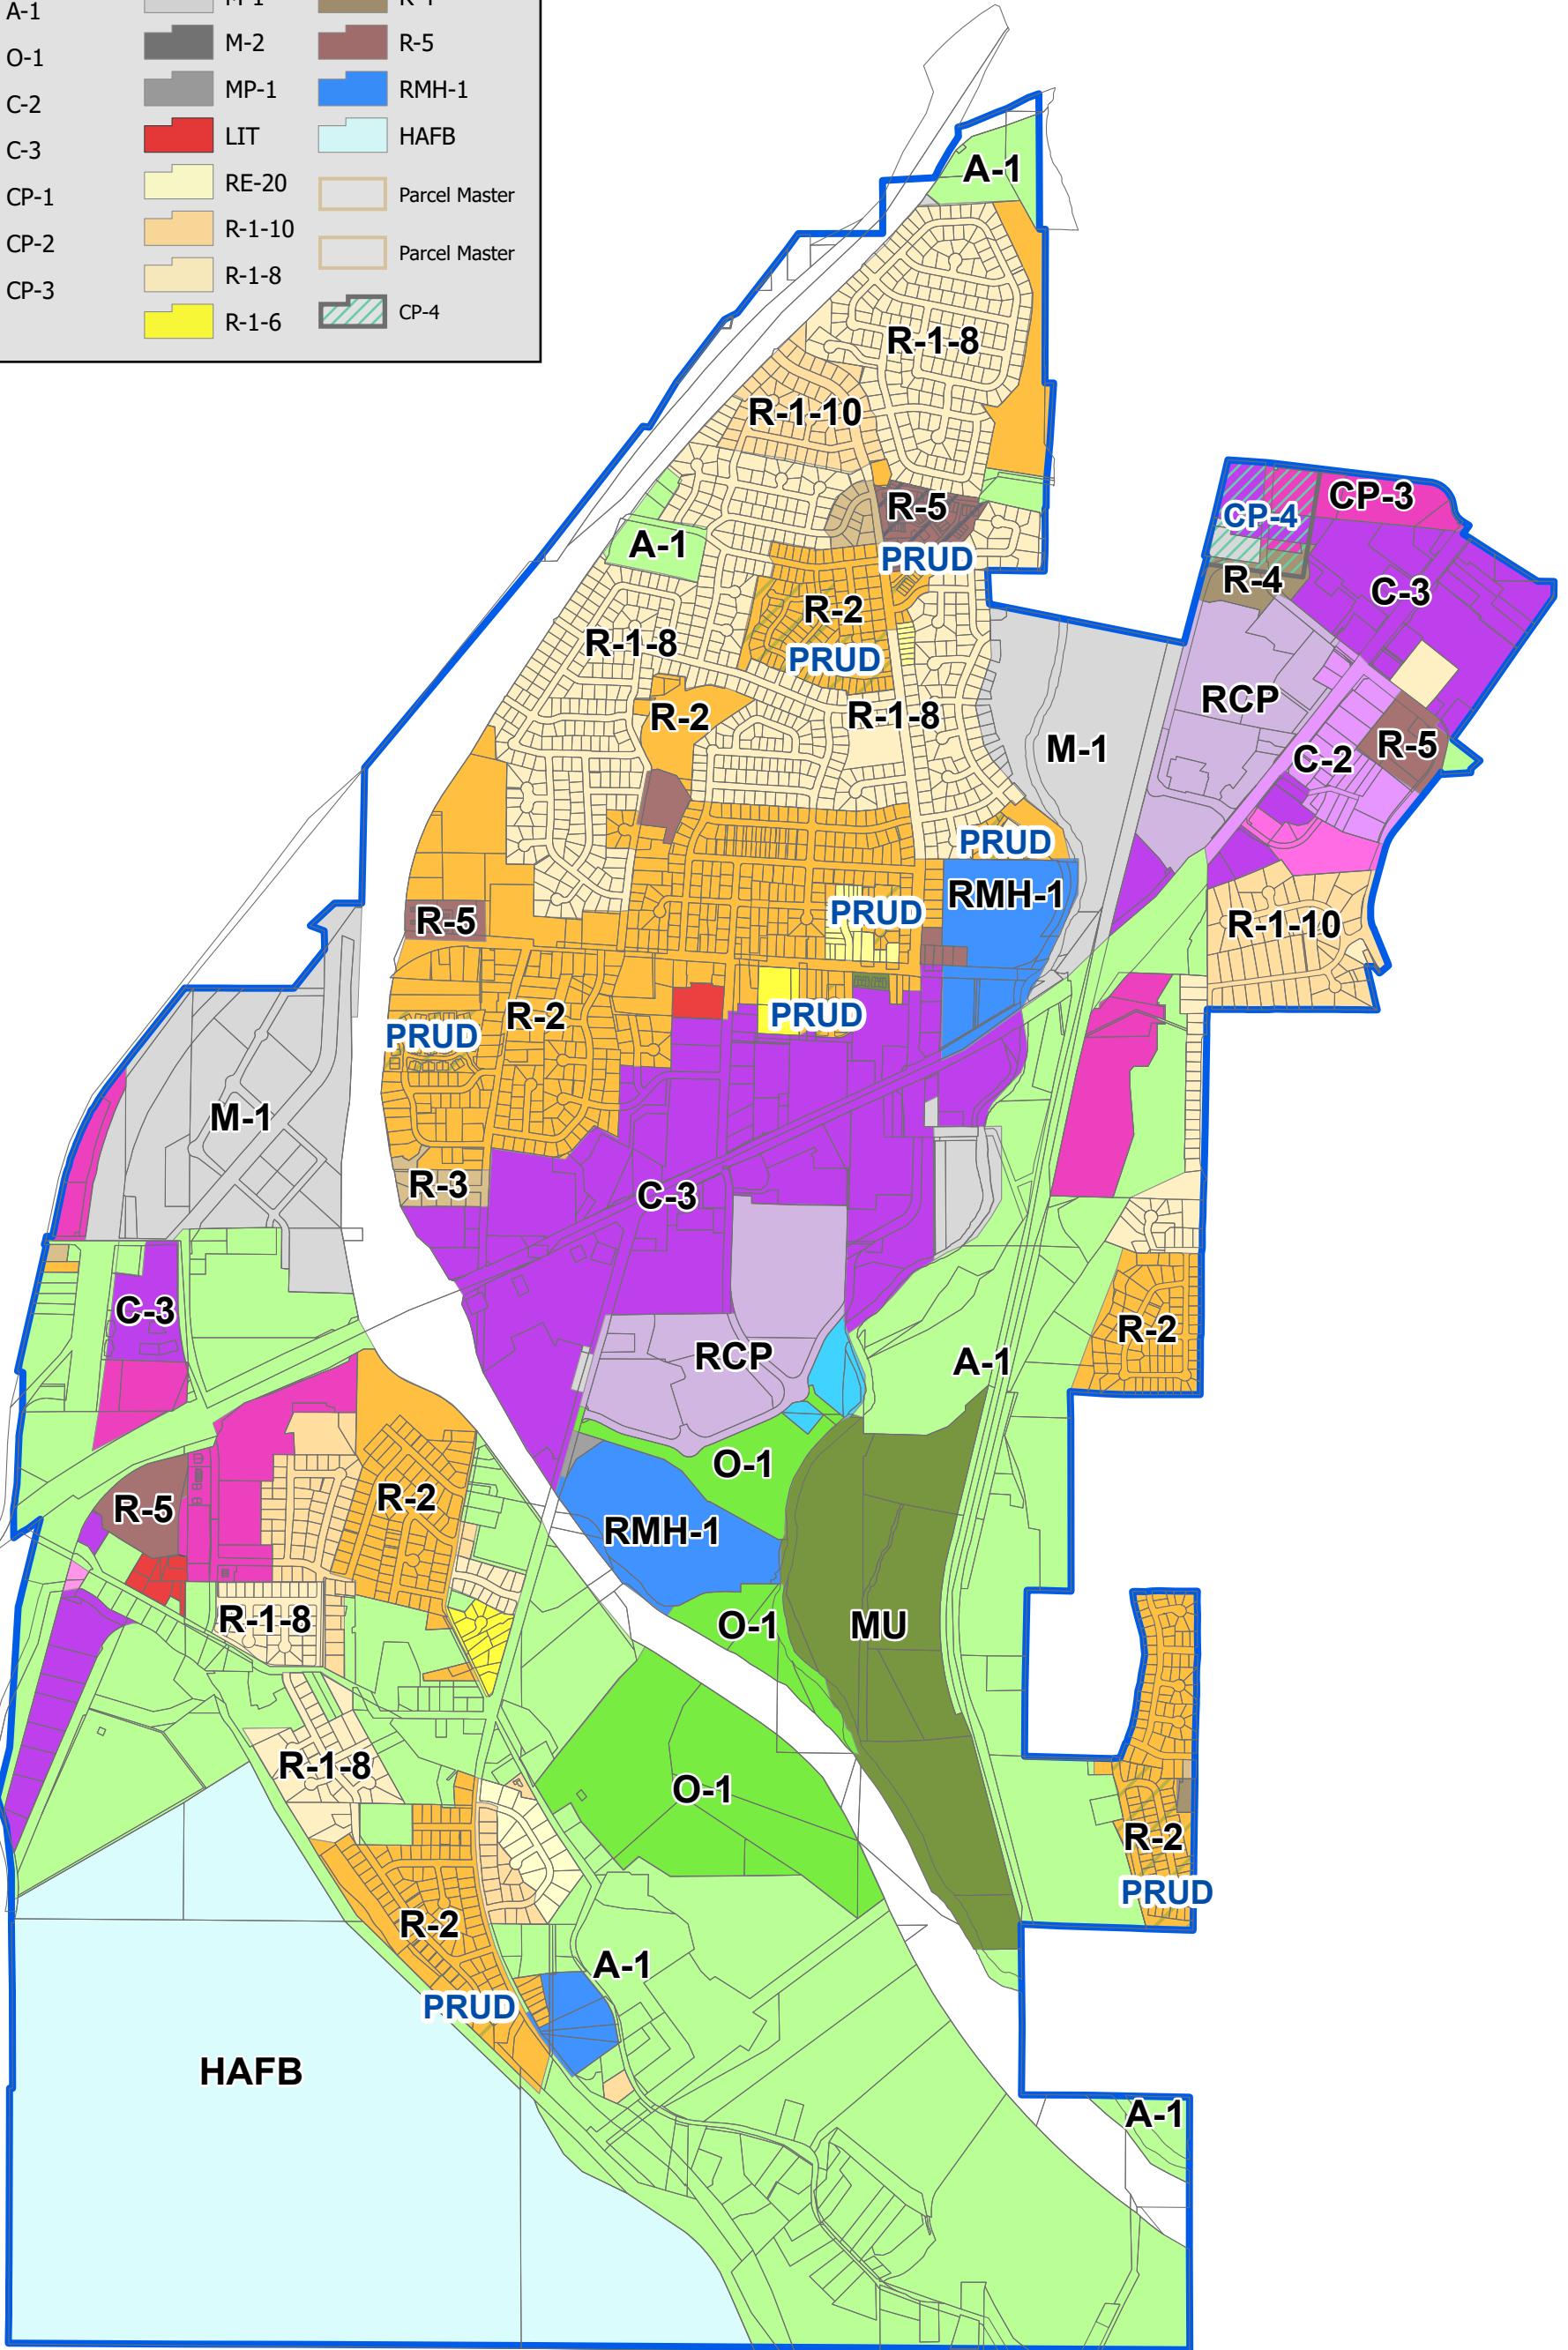 A-1
O-1
C-2
C-3
CP-1
CP-2
CP-3
M-1
M-2
MP-1
LIT
RE-20
R-1-10
R-1-8
R-1-6
R-4
R-5
RMH-1
HAFB
Parcel Master
Parcel Master
CP-4
A-1
R-1-8
R-1-10
R-5
PRUD
A-1
R-2
PRUD
R-1-8
R-2
R-1-8
M-1
CP-3
CP-4
R-4
C-3
RCP
C-2
R-5
PRUD
RMH-1
R-1-10
PRUD
R-5
R-2
PRUD
PRUD
M-1
R-3
C-3
C-3
RCP
A-1
R-2
O-1
R-2
R-5
RMH-1
R-1-8
O-1
MU
R-1-8
O-1
R-2
PRUD
R-2
A-1
PRUD
HAFB
A-1